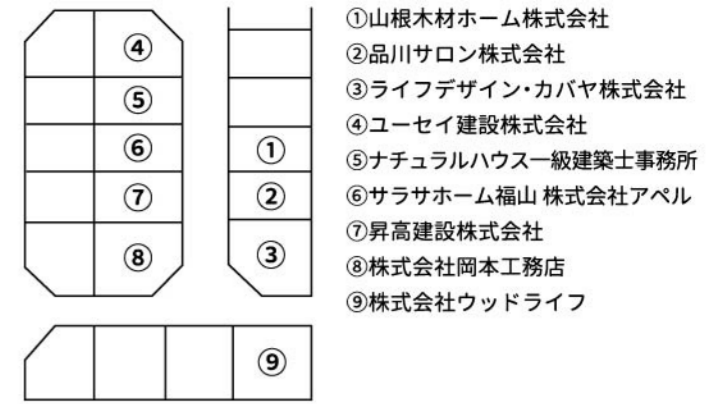 ④
⑤
⑥
⑦
⑧
①
②
③
⑨
①山根木材ホーム株式会社
②品川サロン株式会社
③ライフデザイン・カバヤ株式会社
④ユーセイ建設株式会社
⑤ナチュラルハウス一級建築士事務所
⑥サラサホーム福山 株式会社アペル
⑦昇高建設株式会社
⑧株式会社岡本工務店
⑨株式会社ウッドライフ